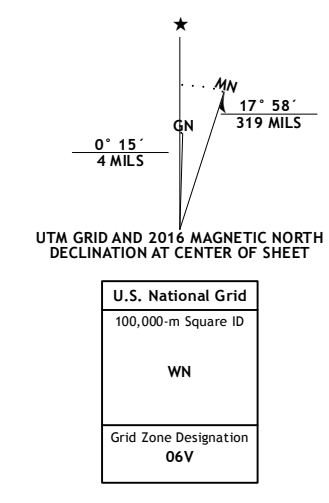 ★
MN
17° 58´
319 MILS
GN
0° 15´
4 MILS
UTM GRID AND 2016 MAGNETIC NORTH
DECLINATION AT CENTER OF SHEET
U.S. National Grid
100,000-m Square ID
WN
Grid Zone Designation
06V